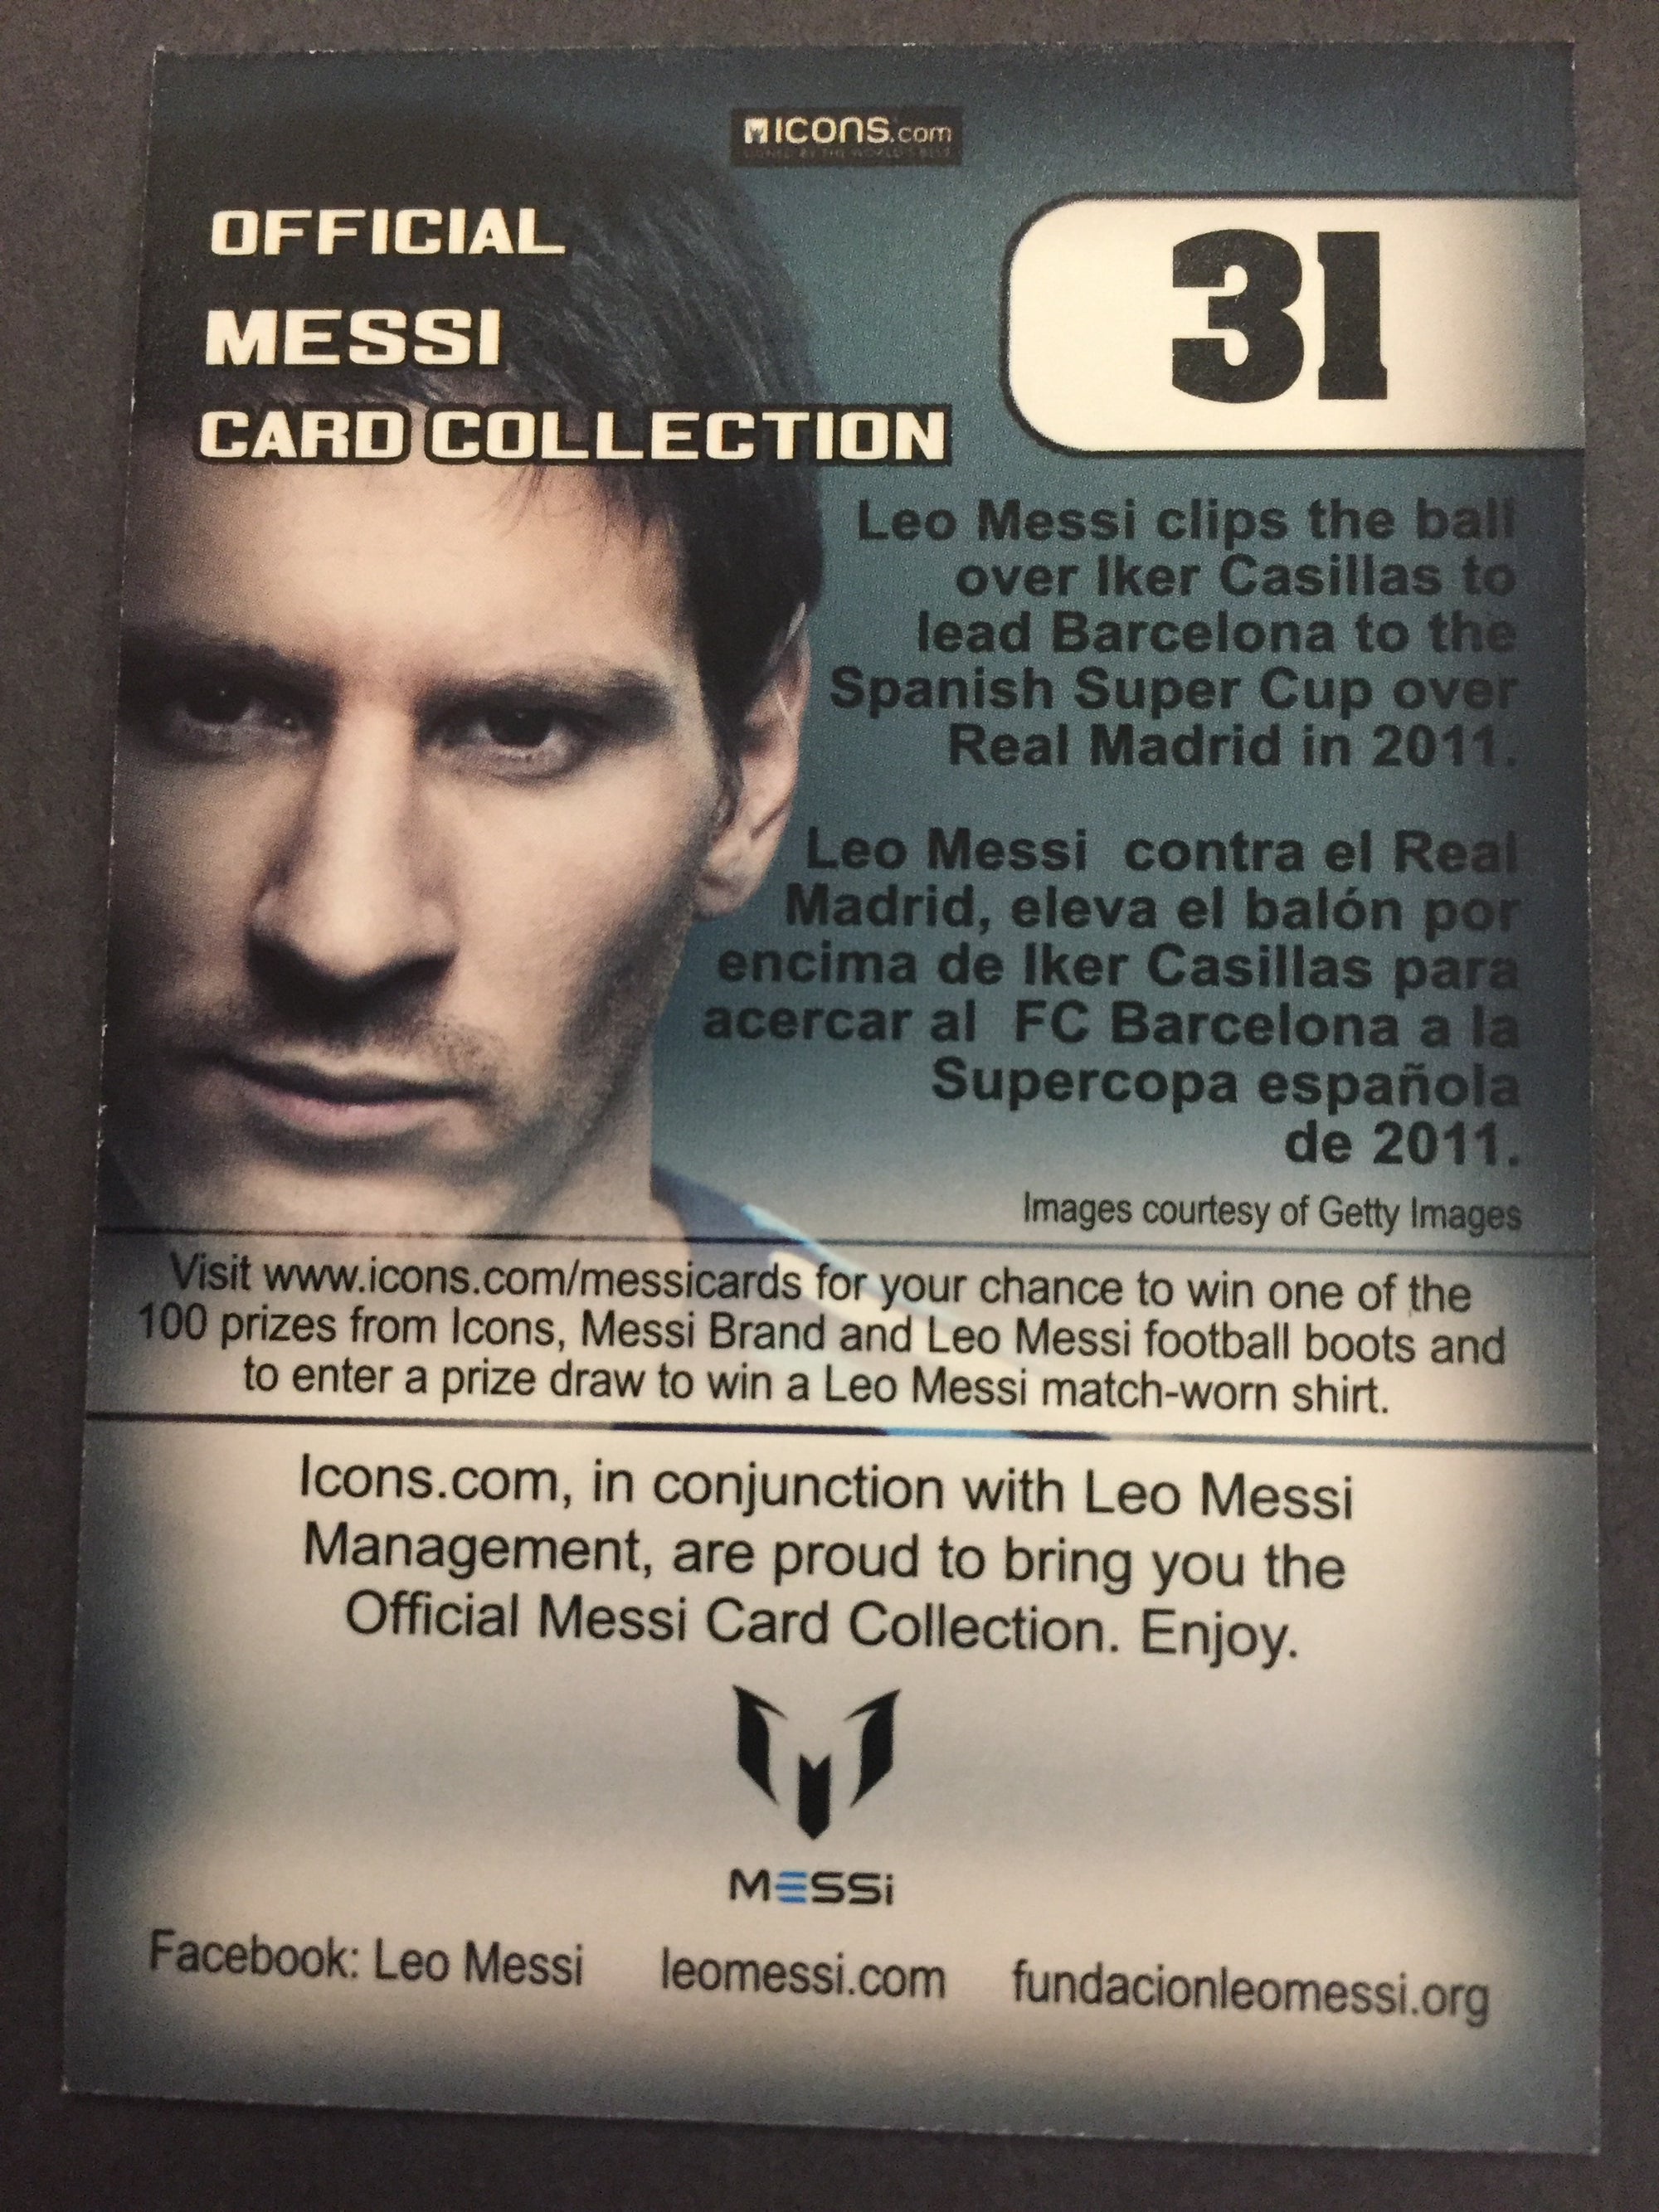 ICONS.com
SIGNED BY THE WORLD'S BEST
OFFICIAL
MESSI
CARD COLLECTION
31
Leo Messi clips the ball
over Iker Casillas to
lead Barcelona to the
Spanish Super Cup over
Real Madrid in 2011.
Leo Messi contra el Real
Madrid, eleva el balón por
encima de Iker Casillas para
acercar al FC Barcelona a la
Supercopa española
de 2011.
Images courtesy of Getty Images
Visit www.icons.com/messicards for your chance to win one of the
100 prizes from Icons, Messi Brand and Leo Messi football boots and
to enter a prize draw to win a Leo Messi match-worn shirt.
Icons.com, in conjunction with Leo Messi
Management, are proud to bring you the
Official Messi Card Collection. Enjoy.
MESSi
Facebook: Leo Messi leomessi.com fundacionleomessi.org